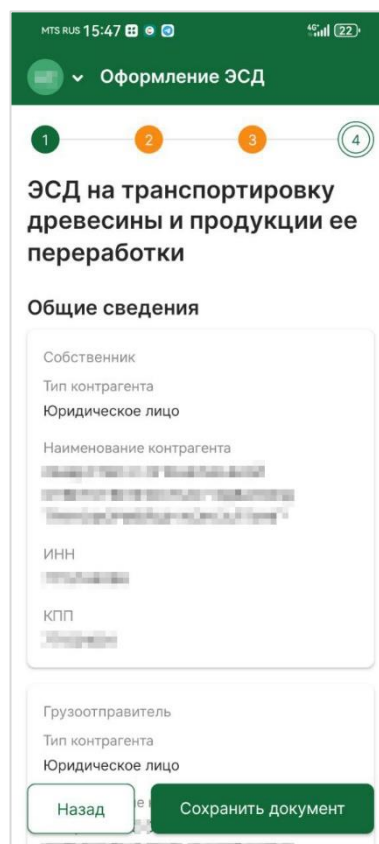 MTS RUS 15:47
4G 22
Оформление ЭСД
1 2 3 4
ЭСД на транспортировку
древесины и продукции ее
переработки
Общие сведения
Собственник
Тип контрагента
Юридическое лицо
Наименование контрагента
ИНН
КПП
Грузоотправитель
Тип контрагента
Юридическое лицо
Назад
Сохранить документ